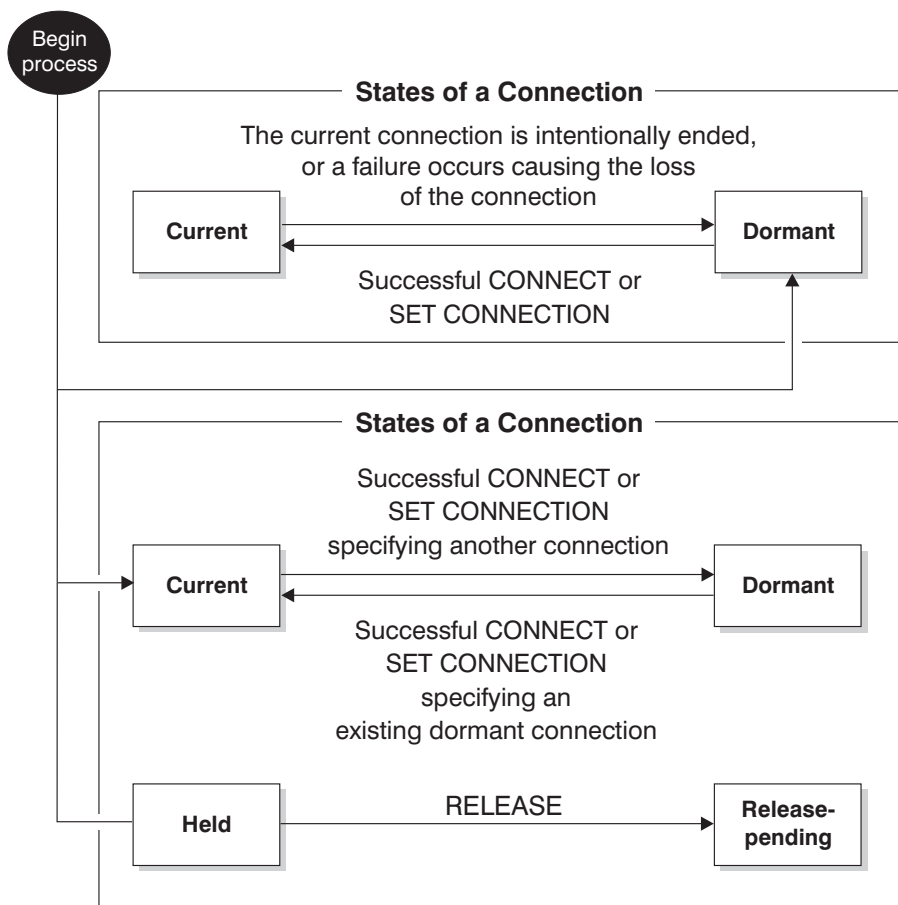 Begin
process
States of a Connection
The current connection is intentionally ended,
or a failure occurs causing the loss
of the connection
Current
Dormant
Successful CONNECT or
SET CONNECTION
States of a Connection
Successful CONNECT or
SET CONNECTION
specifying another connection
Current
Dormant
Successful CONNECT or
SET CONNECTION
specifying an
existing dormant connection
Held
RELEASE
Release-
pending